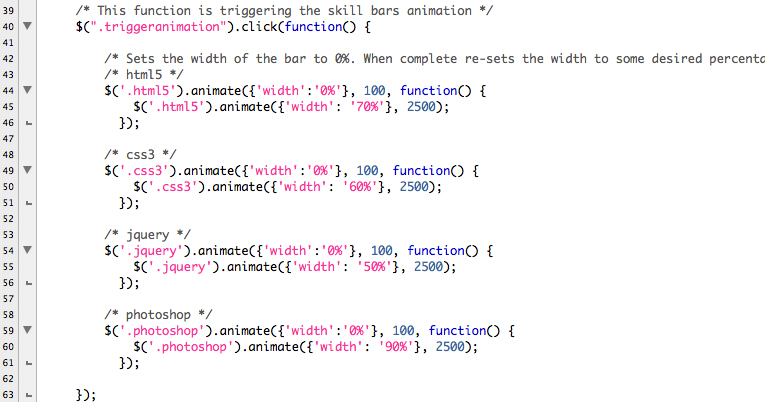 39 /* This function is triggering the skill bars animation */
40 $(".triggeranimation").click(function() {
41
42 /* Sets the width of the bar to 0%. When complete re-sets the width to some desired
43 /* html5 */
44 $('.html5').animate({'width':'0%'}, 100, function() {
45 $('.html5').animate({'width': '70%'}, 2500);
46 });
47
48 /* css3 */
49 $('.css3').animate({'width':'0%'}, 100, function() {
50 $('.css3').animate({'width': '60%'}, 2500);
51 });
52
53 /* jquery */
54 $('.jquery').animate({'width':'0%'}, 100, function() {
55 $('.jquery').animate({'width': '50%'}, 2500);
56 });
57
58 /* photoshop */
59 $('.photoshop').animate({'width':'0%'}, 100, function() {
60 $('.photoshop').animate({'width': '90%'}, 2500);
61 });
62
63 });